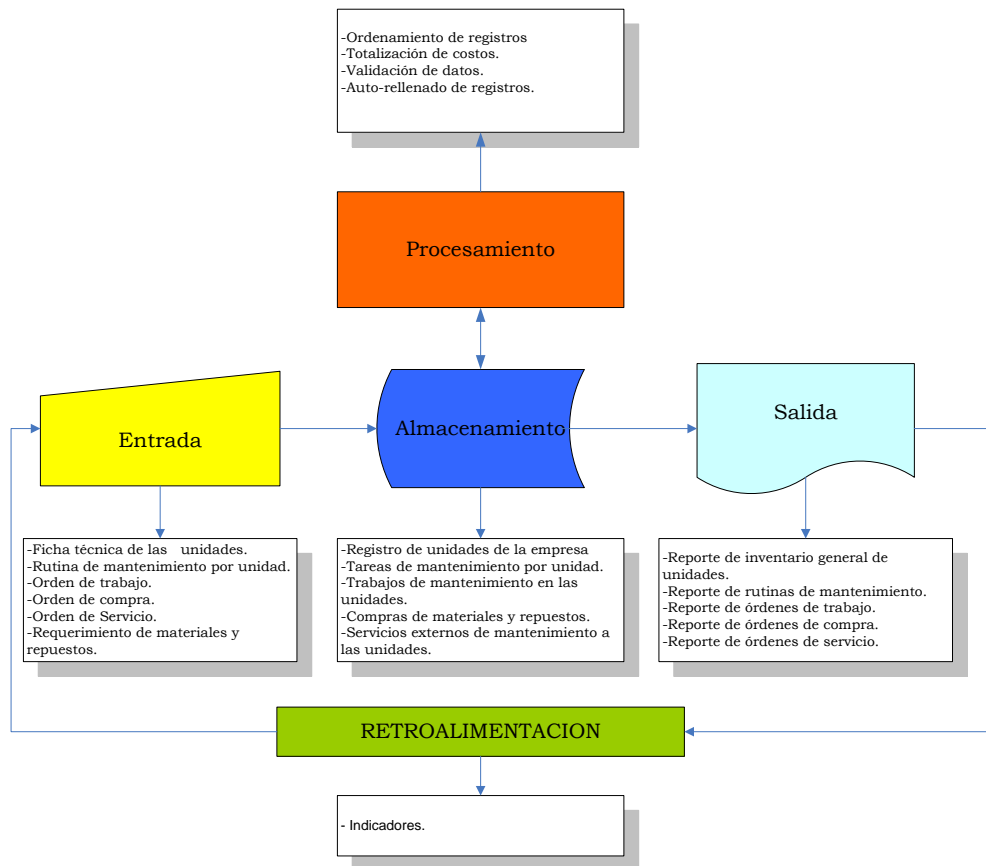 -Ordenamiento de registros
-Totalización de costos.
-Validación de datos.
-Auto-rellenado de registros.
Procesamiento
Entrada
Almacenamiento
Salida
-Ficha técnica de las unidades.
-Rutina de mantenimiento por unidad.
-Orden de trabajo.
-Orden de compra.
-Orden de Servicio.
-Requerimiento de materiales y
repuestos.
-Registro de unidades de la empresa
-Tareas de mantenimiento por unidad.
-Trabajos de mantenimiento en las
unidades.
-Compras de materiales y repuestos.
-Servicios externos de mantenimiento a
las unidades.
-Reporte de inventario general de
unidades.
-Reporte de rutinas de mantenimiento.
-Reporte de órdenes de trabajo.
-Reporte de órdenes de compra.
-Reporte de órdenes de servicio.
RETROALIMENTACION
- Indicadores.